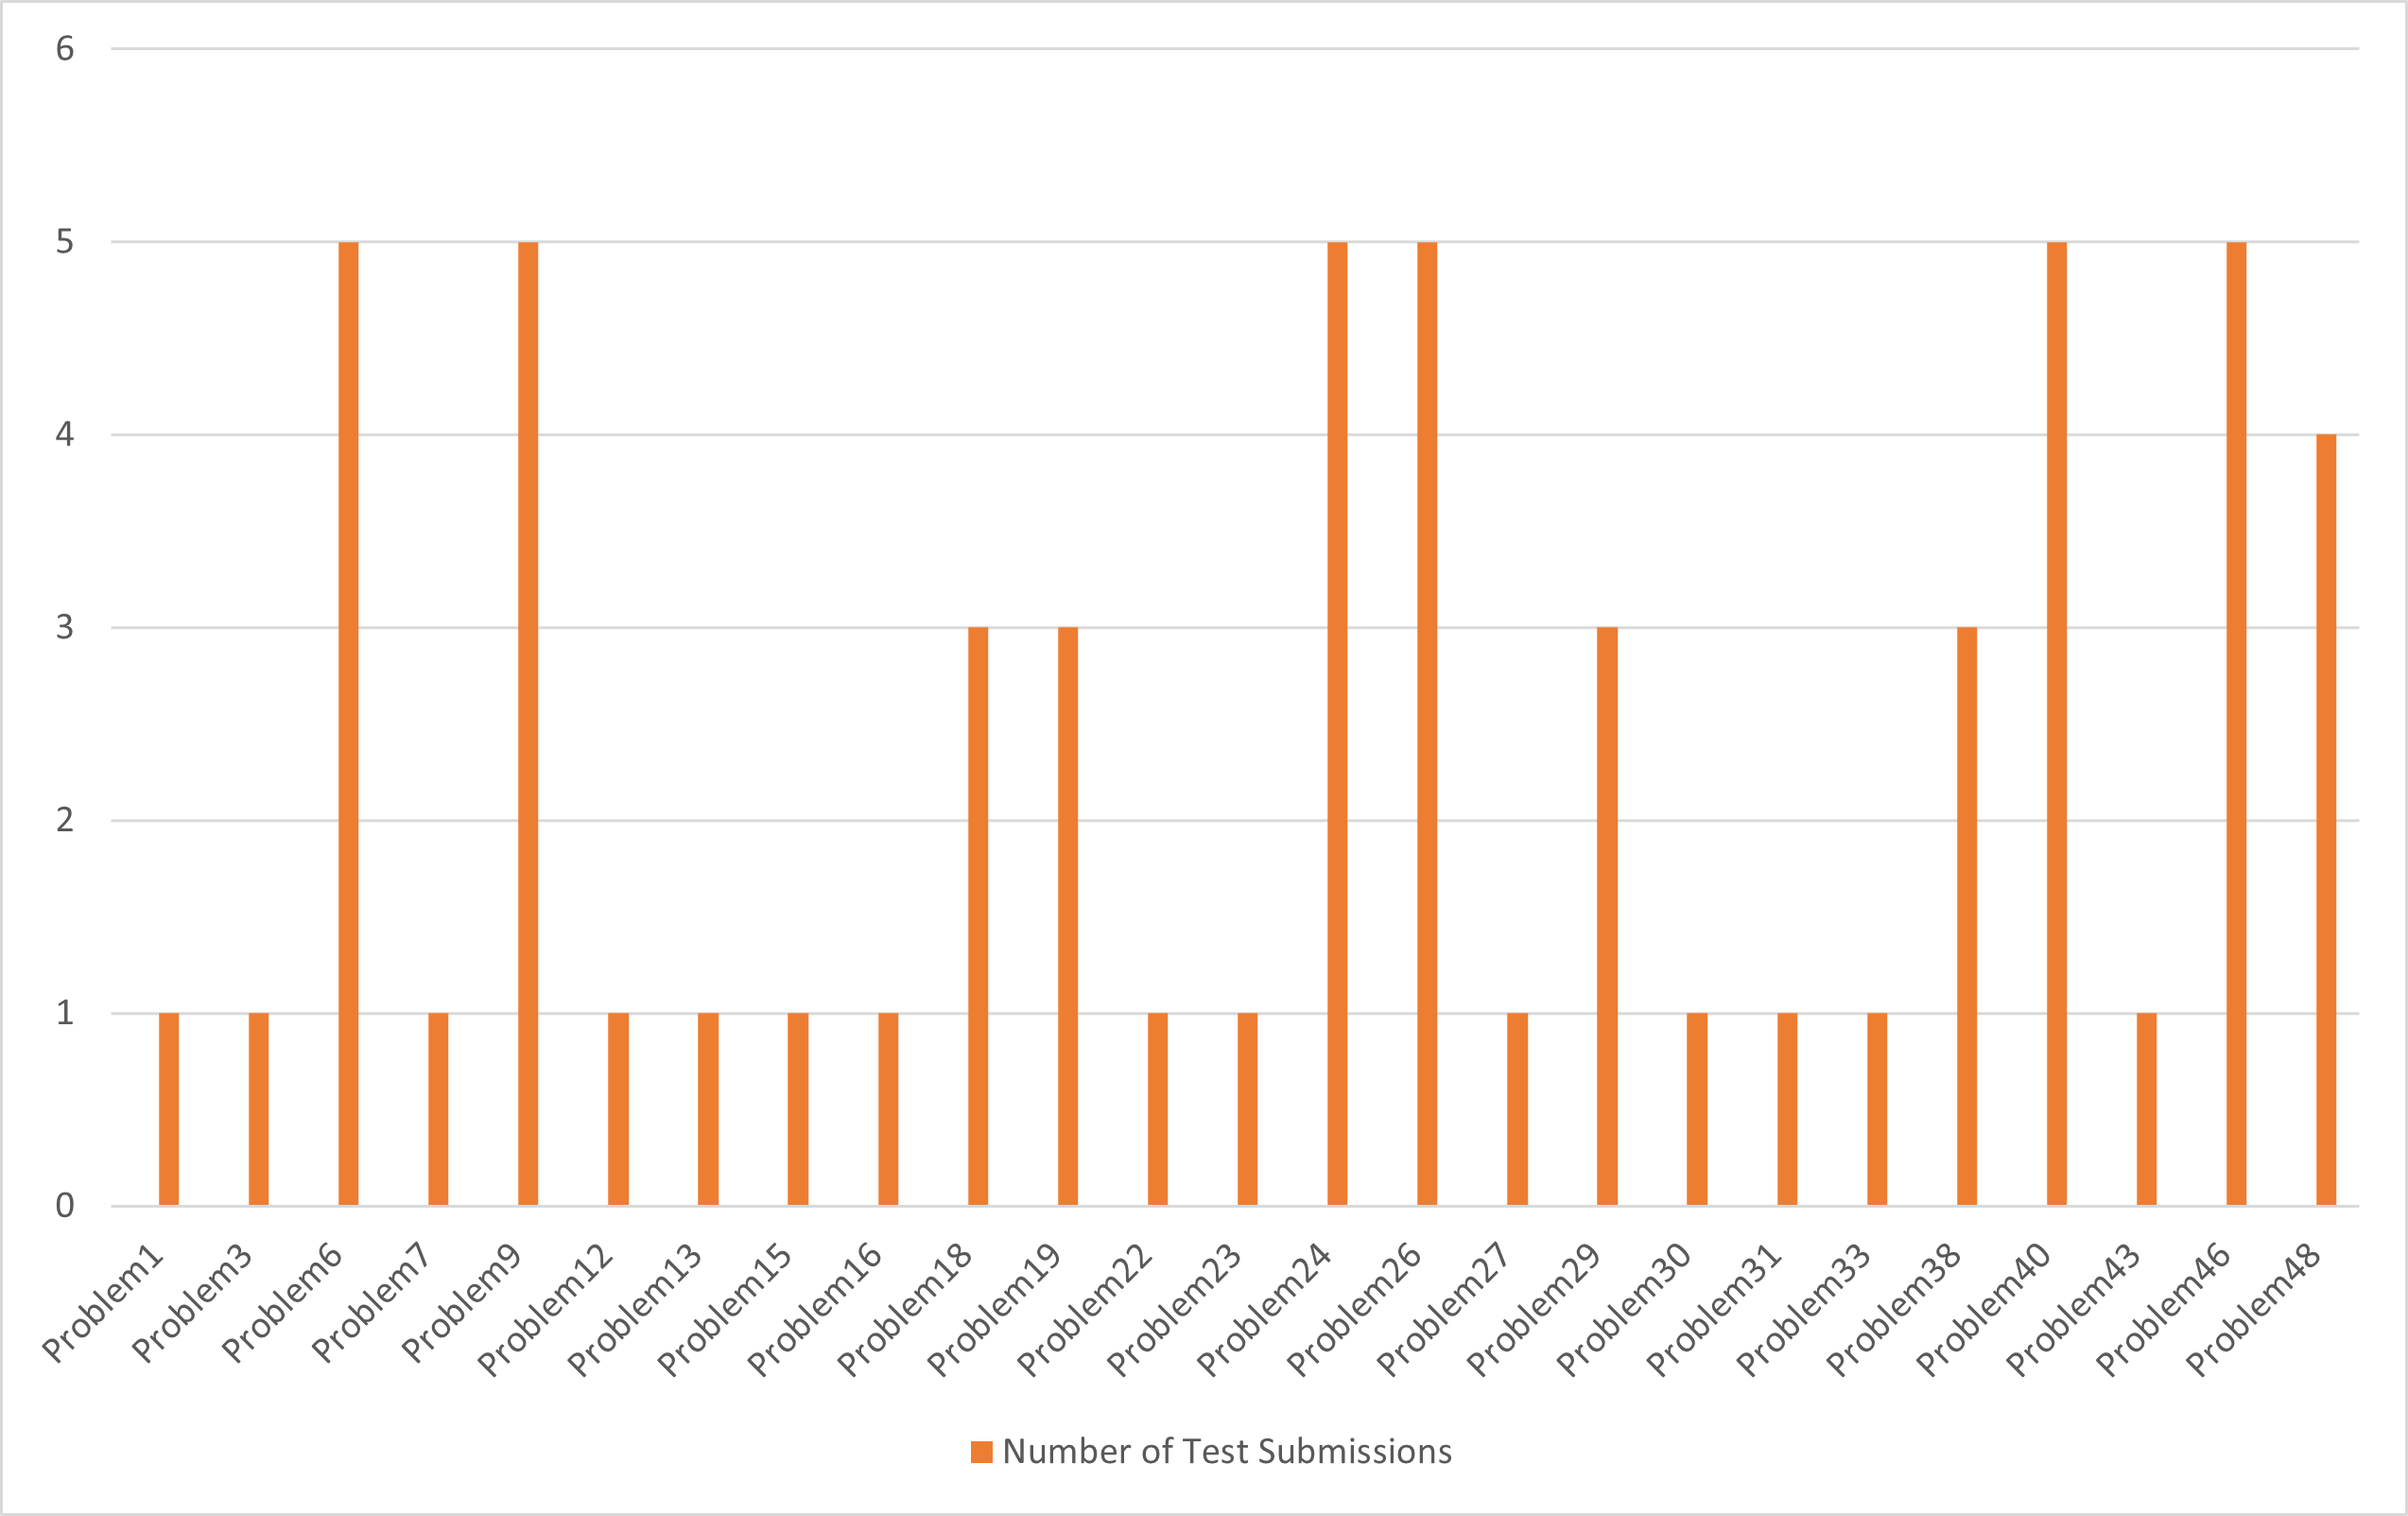 6
5
4
3
2
1
0
Problem1
Problem3
Problem6
Problem7
Problem9
Problem12
Problem13
Problem15
Problem16
Problem18
Problem19
Problem22
Problem23
Problem24
Problem26
Problem27
Problem29
Problem30
Problem31
Problem33
Problem38
Problem40
Problem43
Problem46
Problem48
Number of Test Submissions